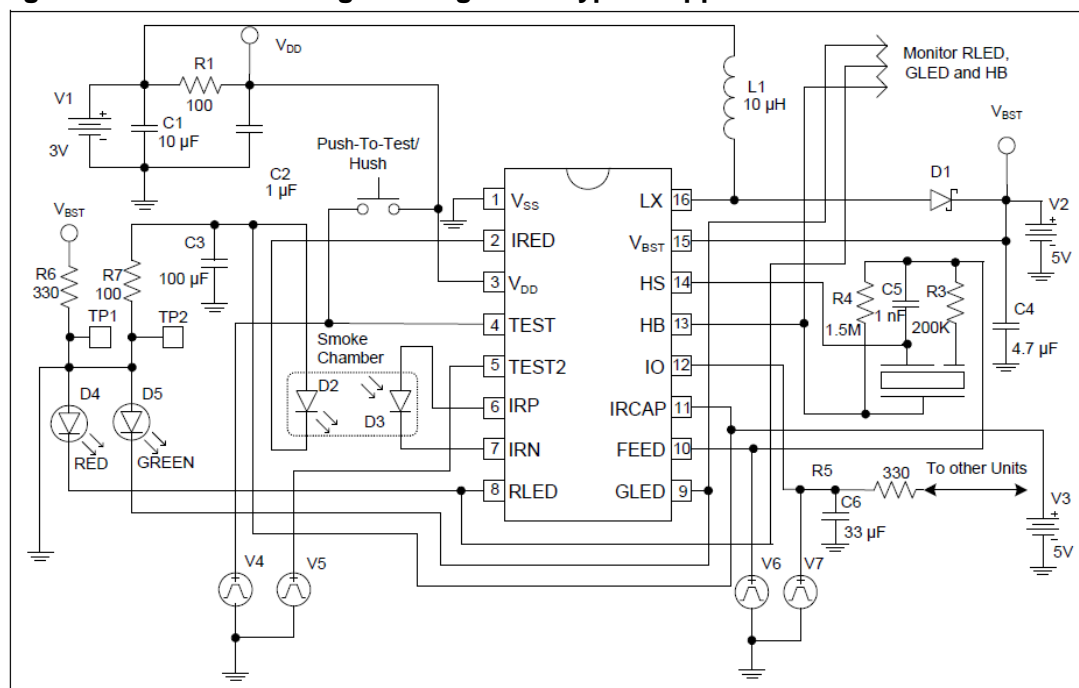 VDD
R1
100
V1
3V
C1
10 µF
C2
1 µF
Push-To-Test/
Hush
L1
10 µH
Monitor RLED,
GLED and HB
VBST
D1
V2
5V
C4
4.7 µF
1 VSS
2 IRED
3 VDD
4 TEST
5 TEST2
6 IRP
7 IRN
8 RLED
LX 16
VBST 15
HS 14
HB 13
IO 12
IRCAP 11
FEED 10
GLED 9
VBST
R6
330
R7
100
C3
100 µF
TP1
TP2
D4
RED
D5
GREEN
Smoke
Chamber
D2
D3
R4
1.5M
C5
1 nF
R3
200K
R5
330
To other Units
C6
33 µF
V3
5V
V4
V5
V6
V7